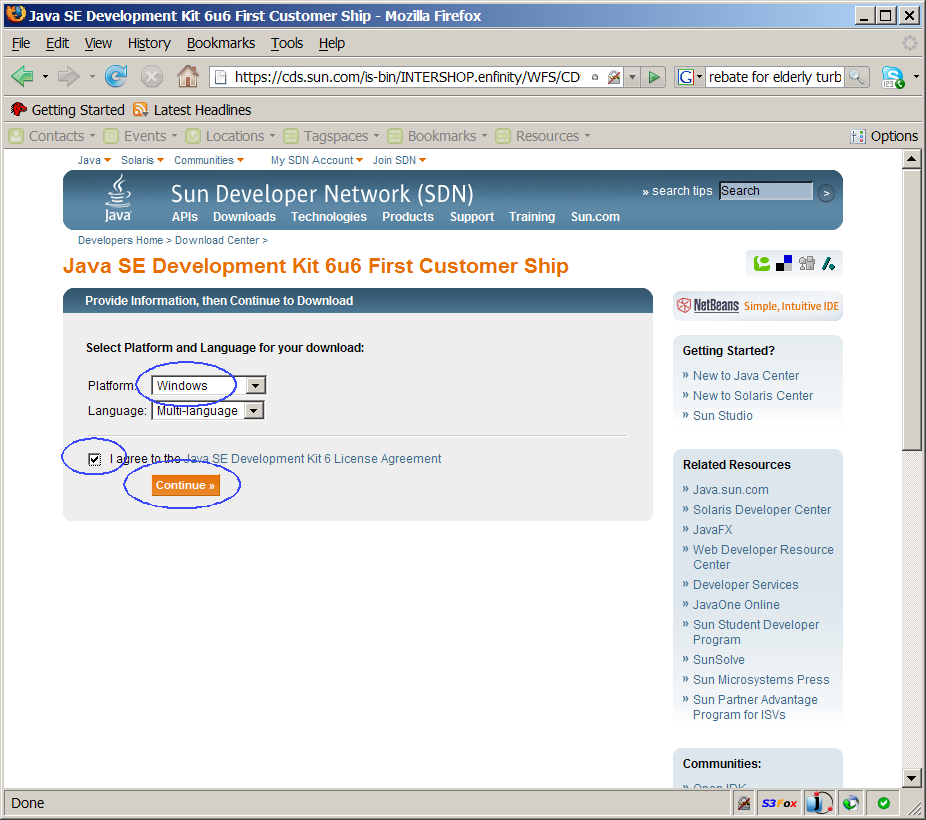 Java SE Development Kit 6u6 First Customer Ship - Mozilla Firefox
File Edit View History Bookmarks Tools Help
https://cds.sun.com/is-bin/INTERSHOP.enfinity/WFS/CD G rebate for elderly turb
Getting Started Latest Headlines
Contacts Events Locations Tagspaces Bookmarks Resources Options
Java Solaris Communities My SDN Account Join SDN
Java Sun Developer Network (SDN) » search tips Search >
APIs Downloads Technologies Products Support Training Sun.com
Developers Home > Download Center >
Java SE Development Kit 6u6 First Customer Ship
Provide Information, then Continue to Download
Select Platform and Language for your download:
Platform: Windows
Language: Multi-language
I agree to the Java SE Development Kit 6 License Agreement
Continue »
NetBeans Simple, Intuitive IDE
Getting Started?
» New to Java Center
» New to Solaris Center
» Sun Studio
Related Resources
» Java.sun.com
» Solaris Developer Center
» JavaFX
» Web Developer Resource
Center
» Developer Services
» JavaOne Online
» Sun Student Developer
Program
» SunSolve
» Sun Microsystems Press
» Sun Partner Advantage
Program for ISVs
Communities:
» Open JDK
Done S3Fox